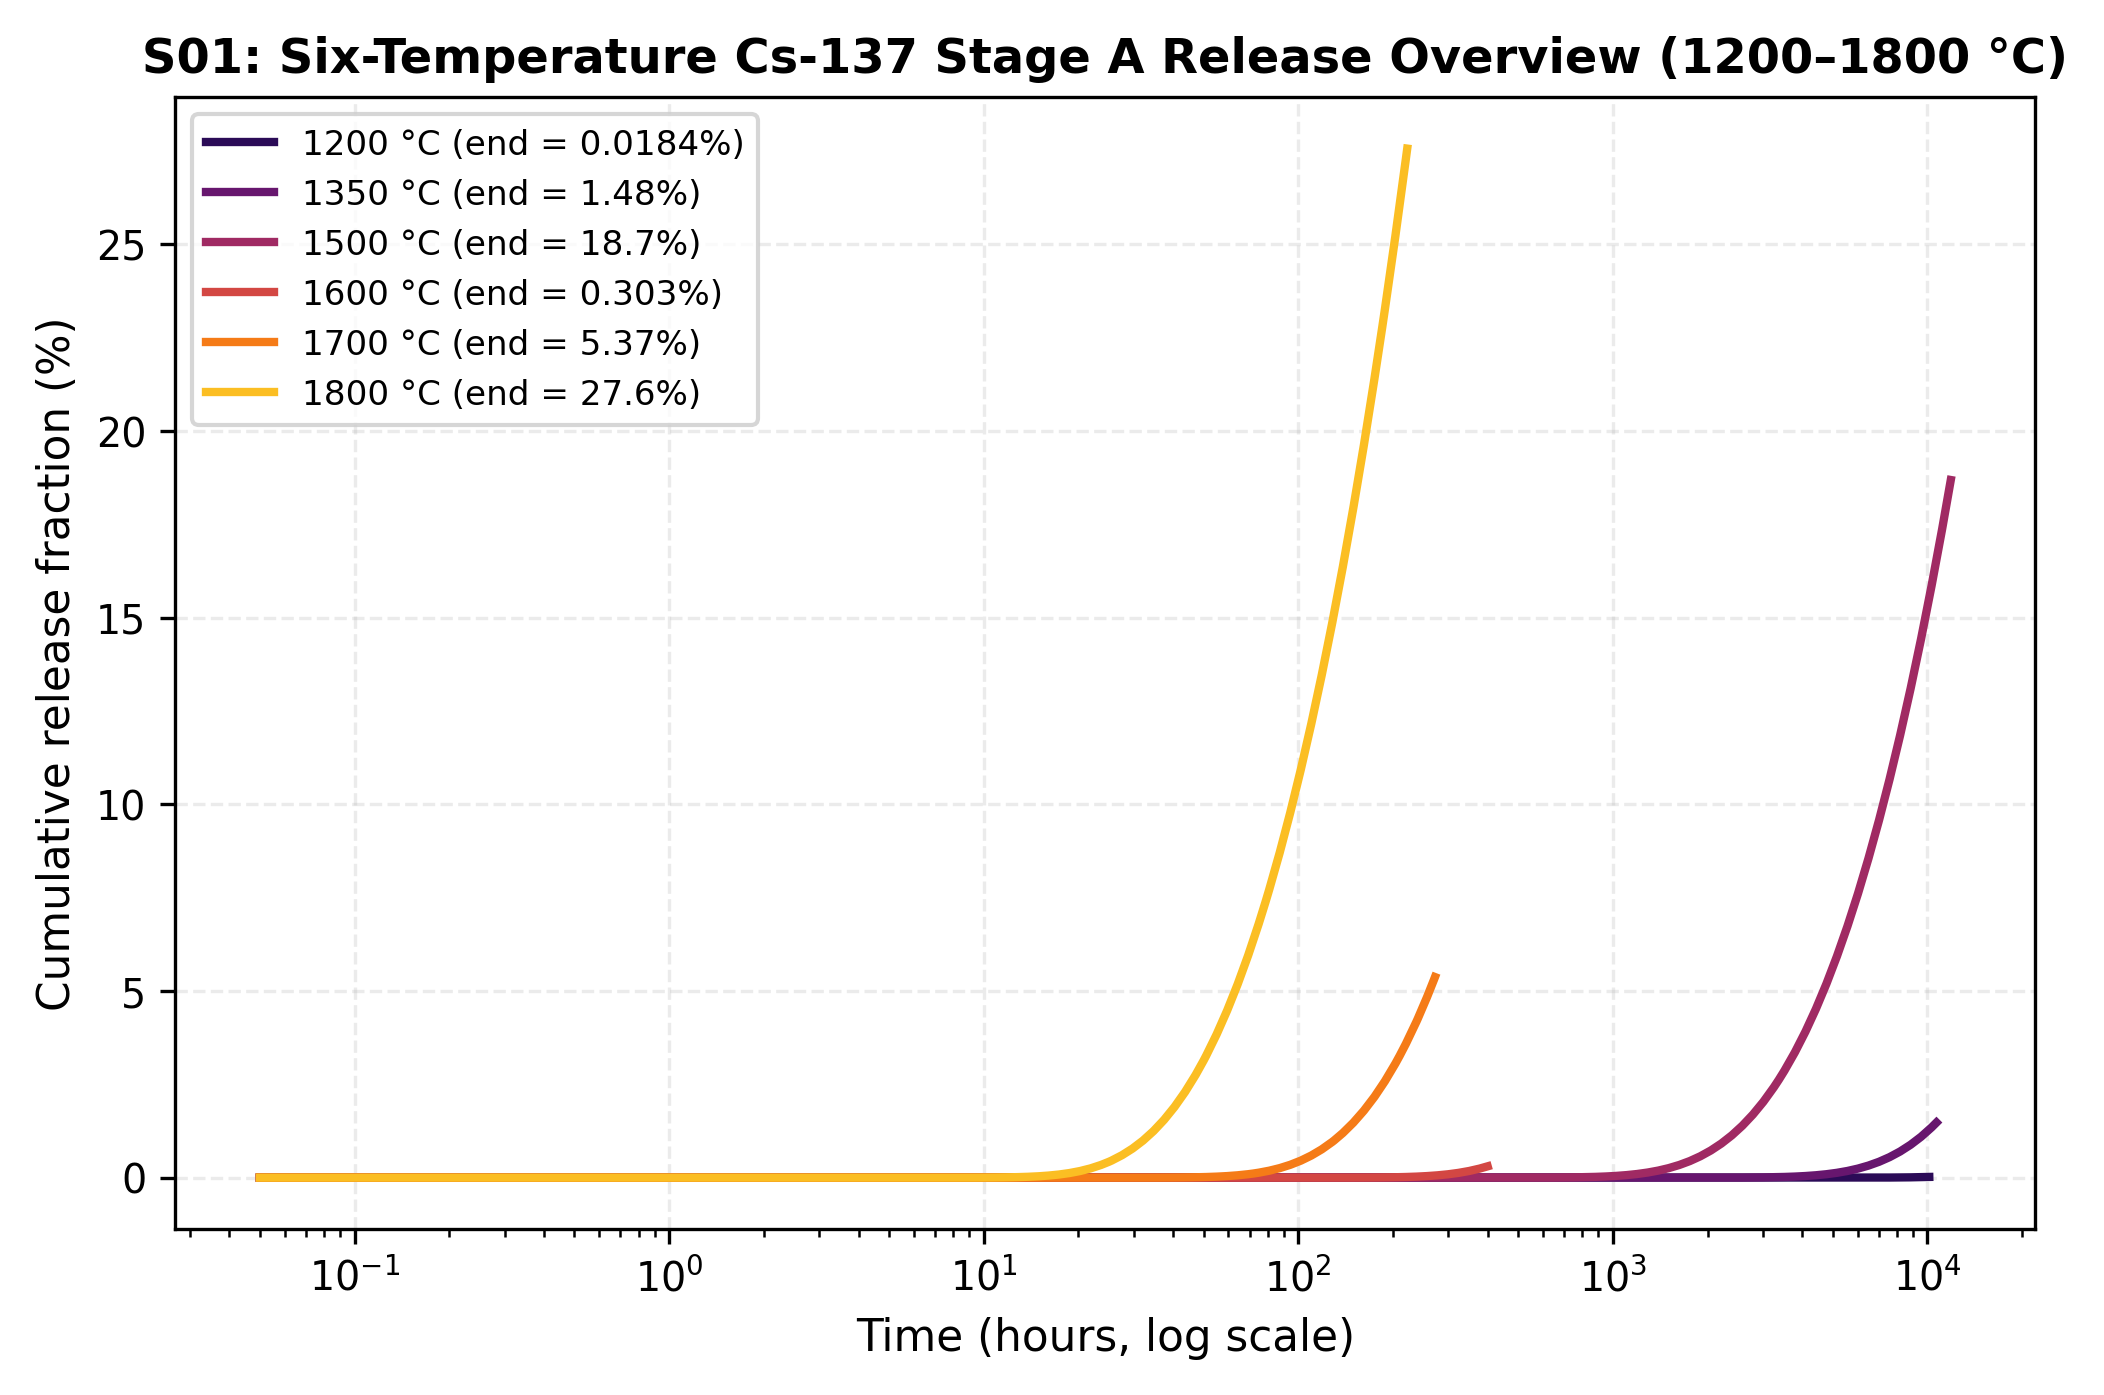 S01: Six-Temperature Cs-137 Stage A Release Overview (1200–1800 °C)
1200 °C (end = 0.0184%)
1350 °C (end = 1.48%)
1500 °C (end = 18.7%)
1600 °C (end = 0.303%)
1700 °C (end = 5.37%)
1800 °C (end = 27.6%)
Cumulative release fraction (%)
25
20
15
10
5
0
10⁻¹ 10⁰ 10¹ 10² 10³ 10⁴
Time (hours, log scale)